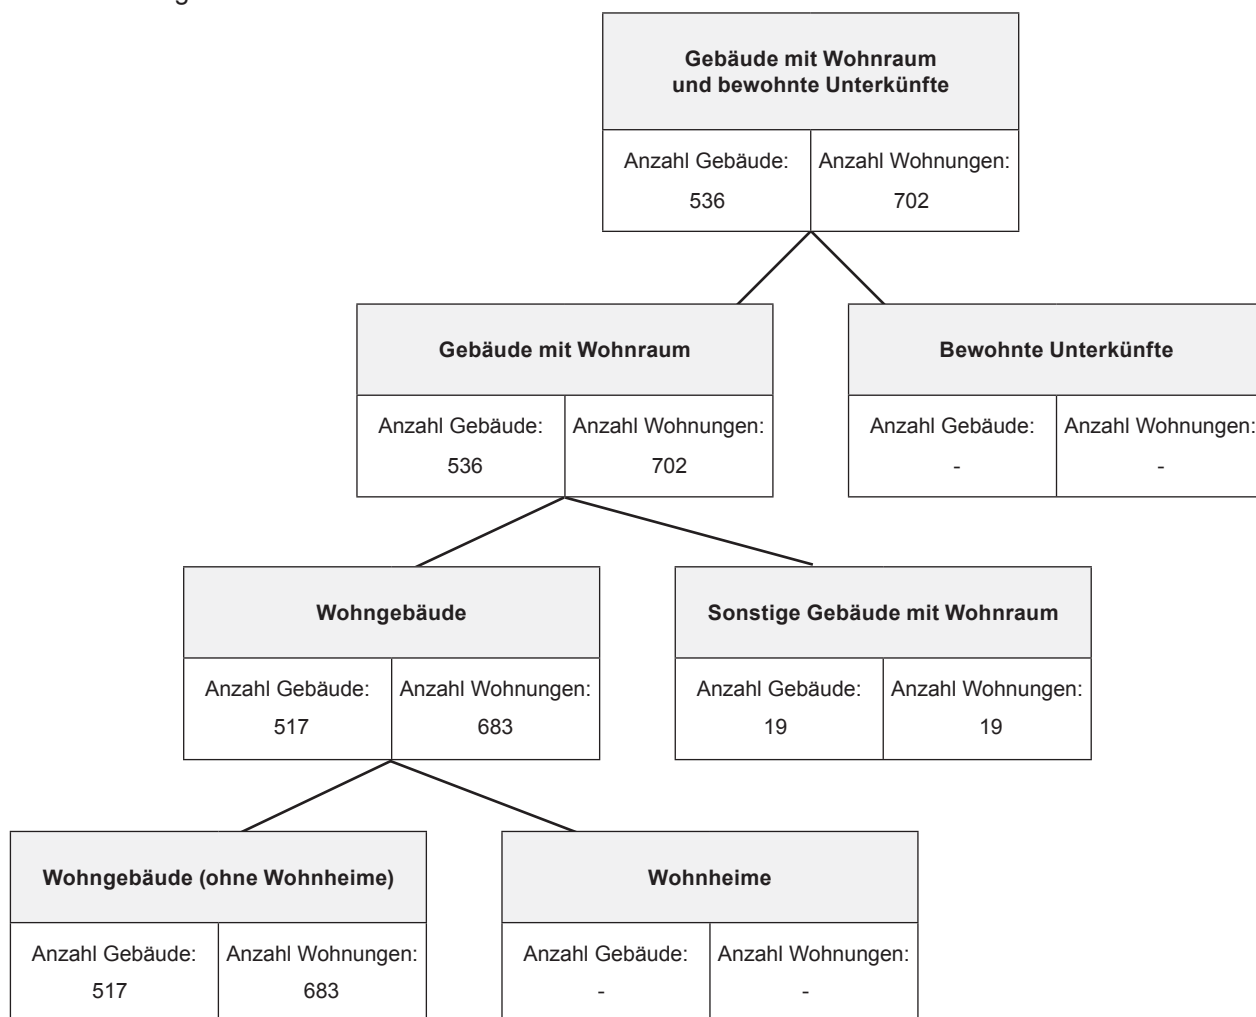 Gebäude mit Wohnraum
und bewohnte Unterkünfte
Anzahl Gebäude: Anzahl Wohnungen:
536 702
Gebäude mit Wohnraum
Anzahl Gebäude: Anzahl Wohnungen:
536 702
Bewohnte Unterkünfte
Anzahl Gebäude: Anzahl Wohnungen:
- -
Wohngebäude
Anzahl Gebäude: Anzahl Wohnungen:
517 683
Sonstige Gebäude mit Wohnraum
Anzahl Gebäude: Anzahl Wohnungen:
19 19
Wohngebäude (ohne Wohnheime)
Anzahl Gebäude: Anzahl Wohnungen:
517 683
Wohnheime
Anzahl Gebäude: Anzahl Wohnungen:
- -